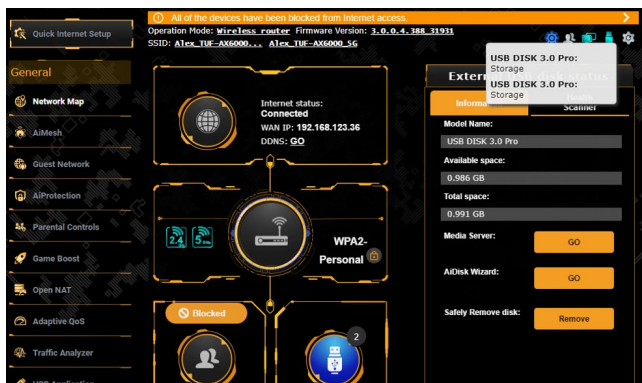 All of the devices have been blocked from Internet access.
Quick Internet Setup
Operation Mode: Wireless router Firmware Version: 3.0.0.4.388_31931
SSID: Alex_TUF-AX6000... Alex_TUF-AX6000_5G
General
Network Map
AiMesh
Guest Network
AiProtection
Parental Controls
Game Boost
Open NAT
Adaptive QoS
Traffic Analyzer
USB Application
Internet status:
Connected
WAN IP: 192.168.123.36
DDNS: GO
2.4
5
WPA2-
Personal
Blocked
2
USB DISK 3.0 Pro:
Storage
USB DISK 3.0 Pro:
Storage
Scanner
Model Name:
USB DISK 3.0 Pro
Available space:
0.986 GB
Total space:
0.991 GB
Media Server:
GO
AiDisk Wizard:
GO
Safely Remove disk:
Remove